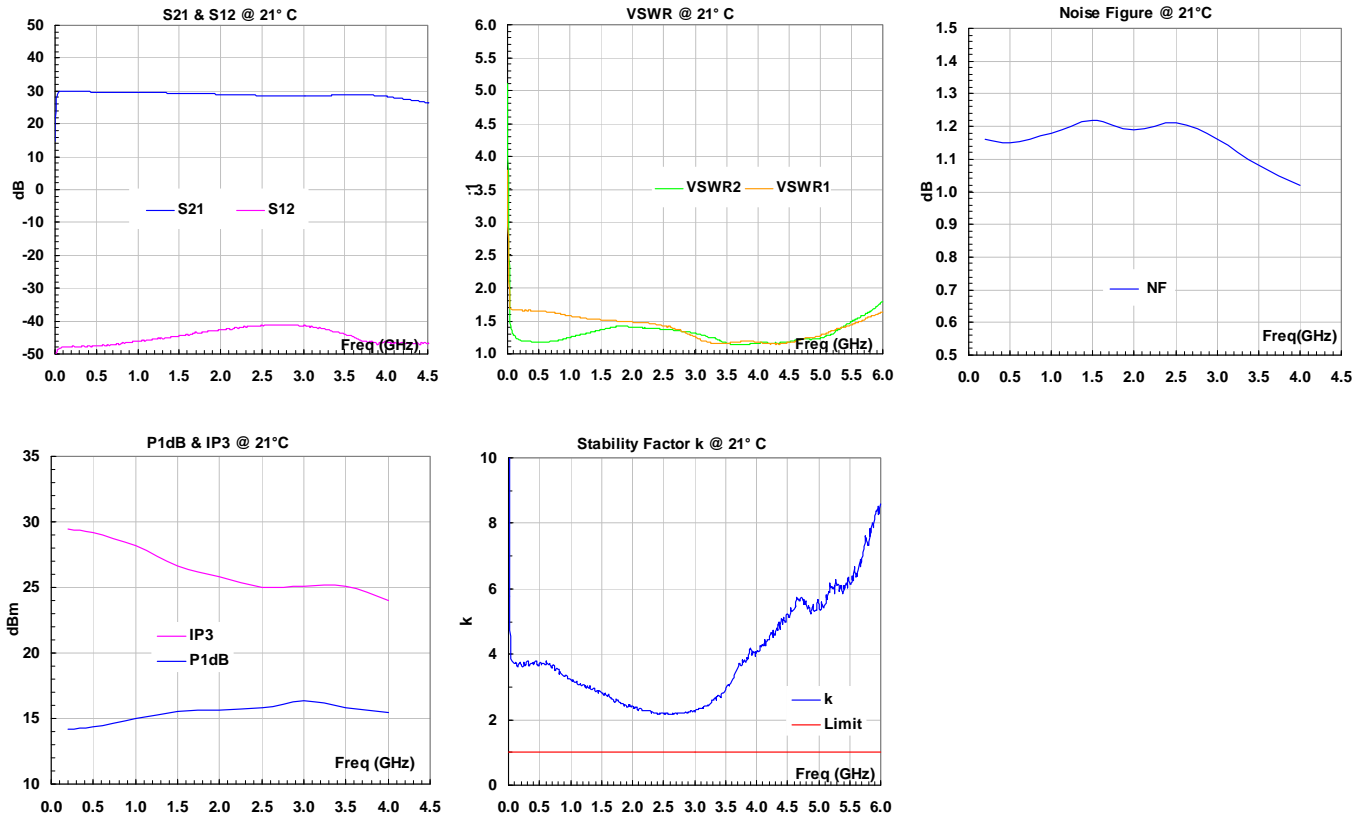 S21 & S12 @ 21° C
50
40
30
20
10
0
-10
-20
-30
-40
-50
dB
S21
S12
Freq (GHz)
0.0 0.5 1.0 1.5 2.0 2.5 3.0 3.5 4.0 4.5
VSWR @ 21° C
6.0
5.5
5.0
4.5
4.0
3.5
3.0
2.5
2.0
1.5
1.0
:1
VSWR2
VSWR1
Freq (GHz)
0.0 0.5 1.0 1.5 2.0 2.5 3.0 3.5 4.0 4.5 5.0 5.5 6.0
Noise Figure @ 21°C
1.5
1.4
1.3
1.2
1.1
1.0
0.9
0.8
0.7
0.6
0.5
dB
NF
Freq(GHz)
0.0 0.5 1.0 1.5 2.0 2.5 3.0 3.5 4.0 4.5
P1dB & IP3 @ 21°C
35
30
25
20
15
10
dBm
IP3
P1dB
Freq (GHz)
0.0 0.5 1.0 1.5 2.0 2.5 3.0 3.5 4.0 4.5
Stability Factor k @ 21° C
10
8
6
4
2
0
k
k
Limit
Freq (GHz)
0.0 0.5 1.0 1.5 2.0 2.5 3.0 3.5 4.0 4.5 5.0 5.5 6.0